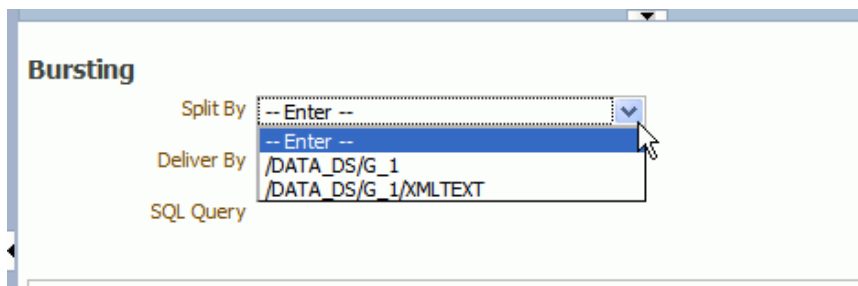 Bursting
Split By -- Enter --
-- Enter --
Deliver By /DATA_DS/G_1
/DATA_DS/G_1/XMLTEXT
SQL Query